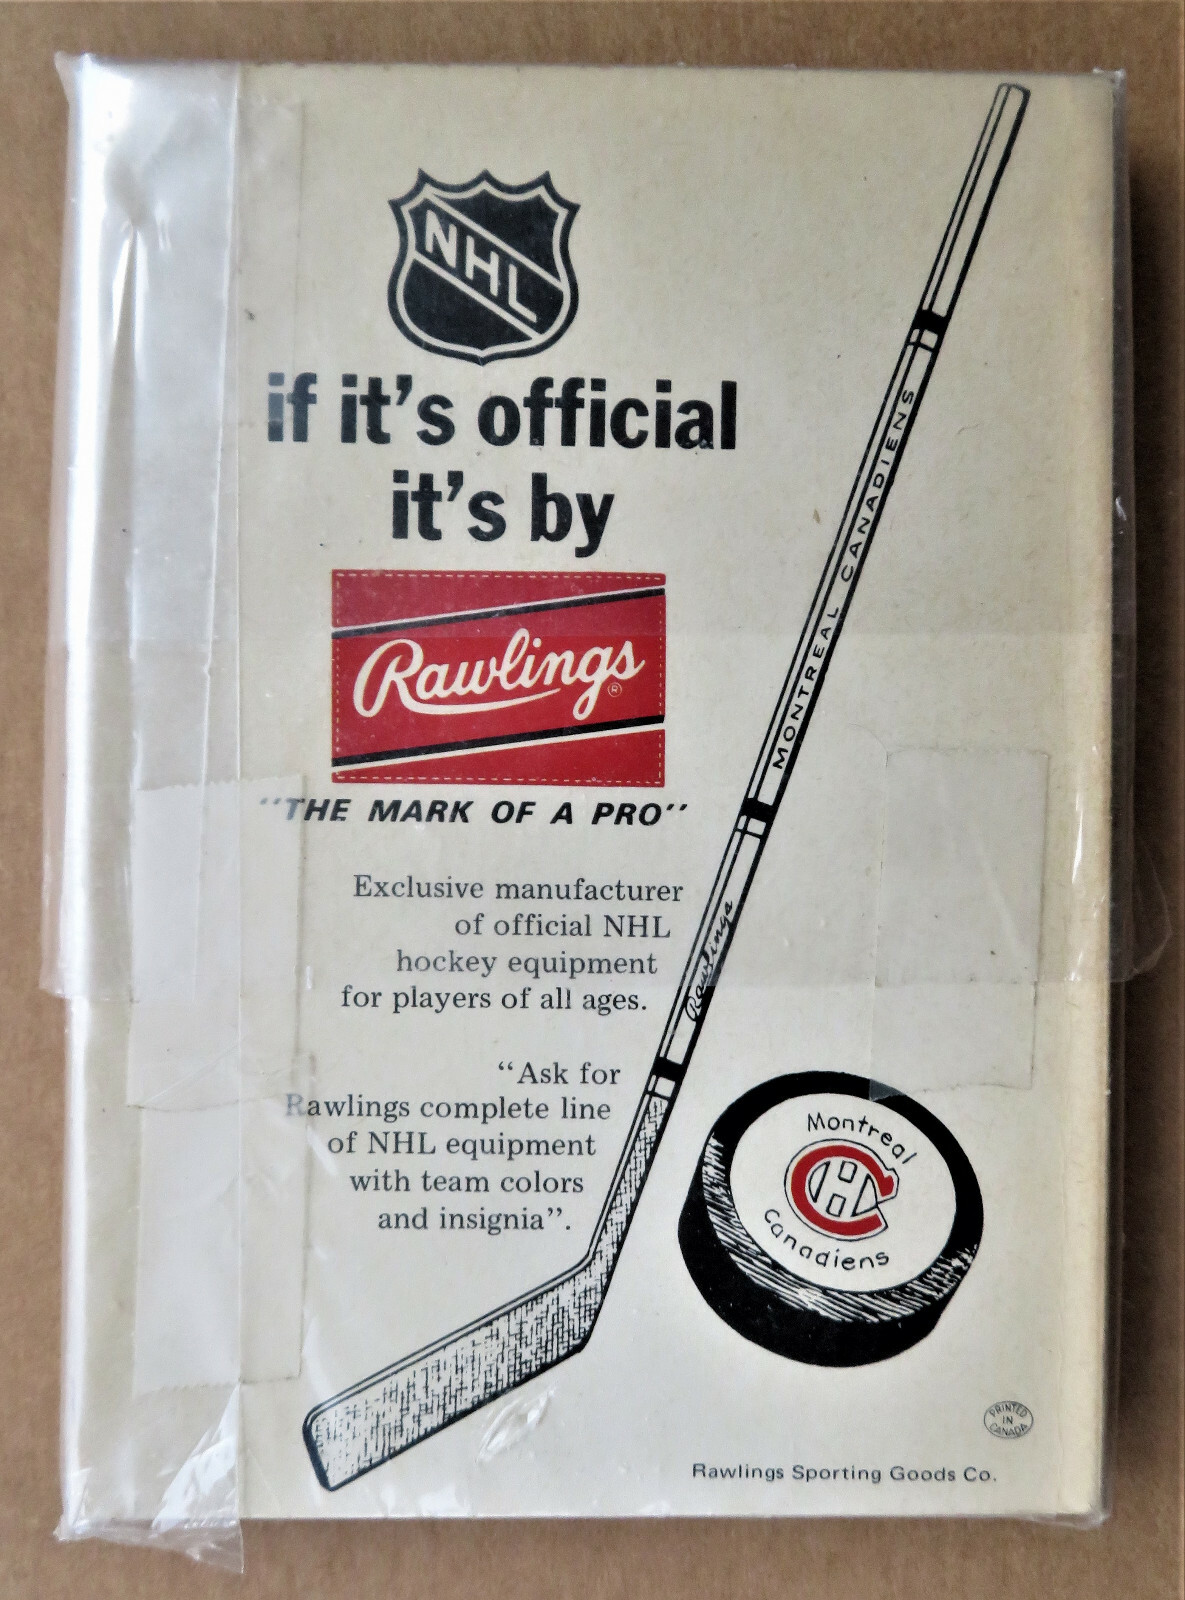 NHL
if it's official
it's by
Rawlings ®
"THE MARK OF A PRO"
Exclusive manufacturer
of official NHL
hockey equipment
for players of all ages.
"Ask for
Rawlings complete line
of NHL equipment
with team colors
and insignia".
MONTREAL CANADIENS
Rawlings
Montreal
CH
Canadiens
PRINTED
IN
CANADA
Rawlings Sporting Goods Co.